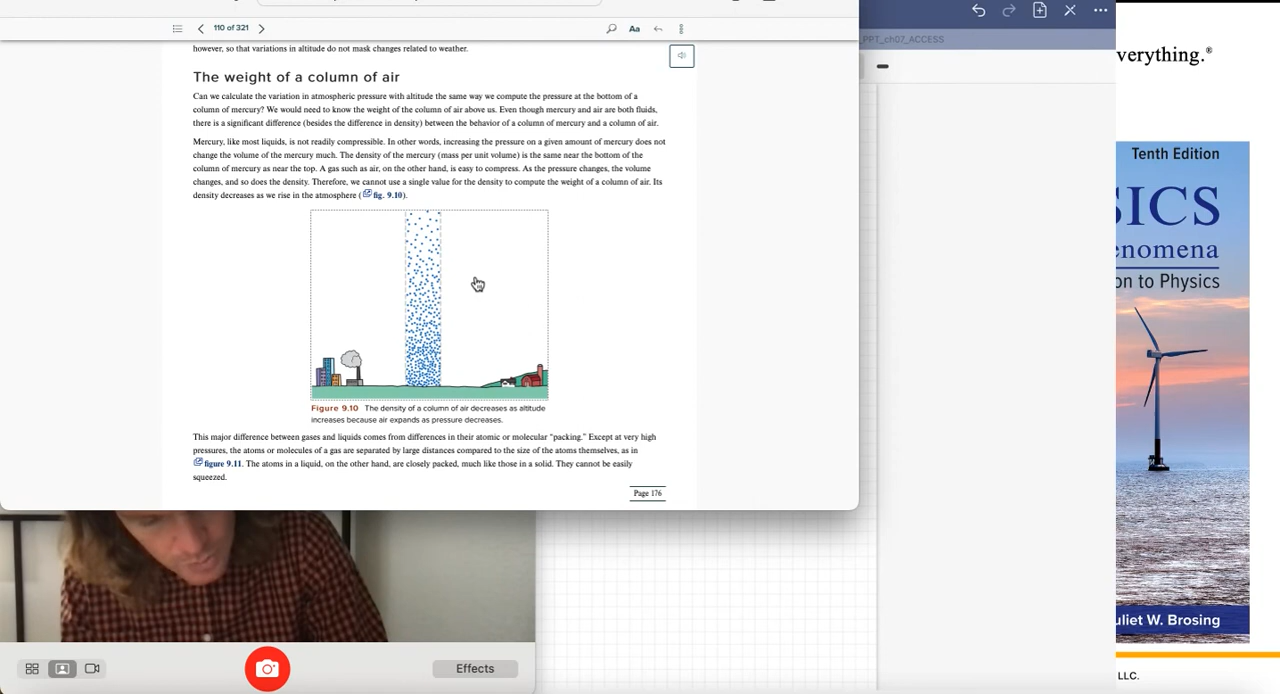 110 of 321
Aa
however, so that variations in altitude do not mask changes related to weather.
The weight of a column of air
Can we calculate the variation in atmospheric pressure with altitude the same way we compute the pressure at the bottom of a
column of mercury? We would need to know the weight of the column of air above us. Even though mercury and air are both fluids,
there is a significant difference (besides the difference in density) between the behavior of a column of mercury and a column of air.
Mercury, like most liquids, is not readily compressible. In other words, increasing the pressure on a given amount of mercury does not
change the volume of the mercury much. The density of the mercury (mass per unit volume) is the same near the bottom of the
column of mercury as near the top. A gas such as air, on the other hand, is easy to compress. As the pressure changes, the volume
changes, and so does the density. Therefore, we cannot use a single value for the density to compute the weight of a column of air. Its
density decreases as we rise in the atmosphere (fig. 9.10).
Figure 9.10 The density of a column of air decreases as altitude
increases because air expands as pressure decreases.
This major difference between gases and liquids comes from differences in their atomic or molecular “packing.” Except at very high
pressures, the atoms or molecules of a gas are separated by large distances compared to the size of the atoms themselves, as in
figure 9.11. The atoms in a liquid, on the other hand, are closely packed, much like those in a solid. They cannot be easily
squeezed.
Page 176
Effects
_PPT_ch07_ACCESS
verything.®
Tenth Edition
SICS
enomena
on to Physics
uliet W. Brosing
LLC.